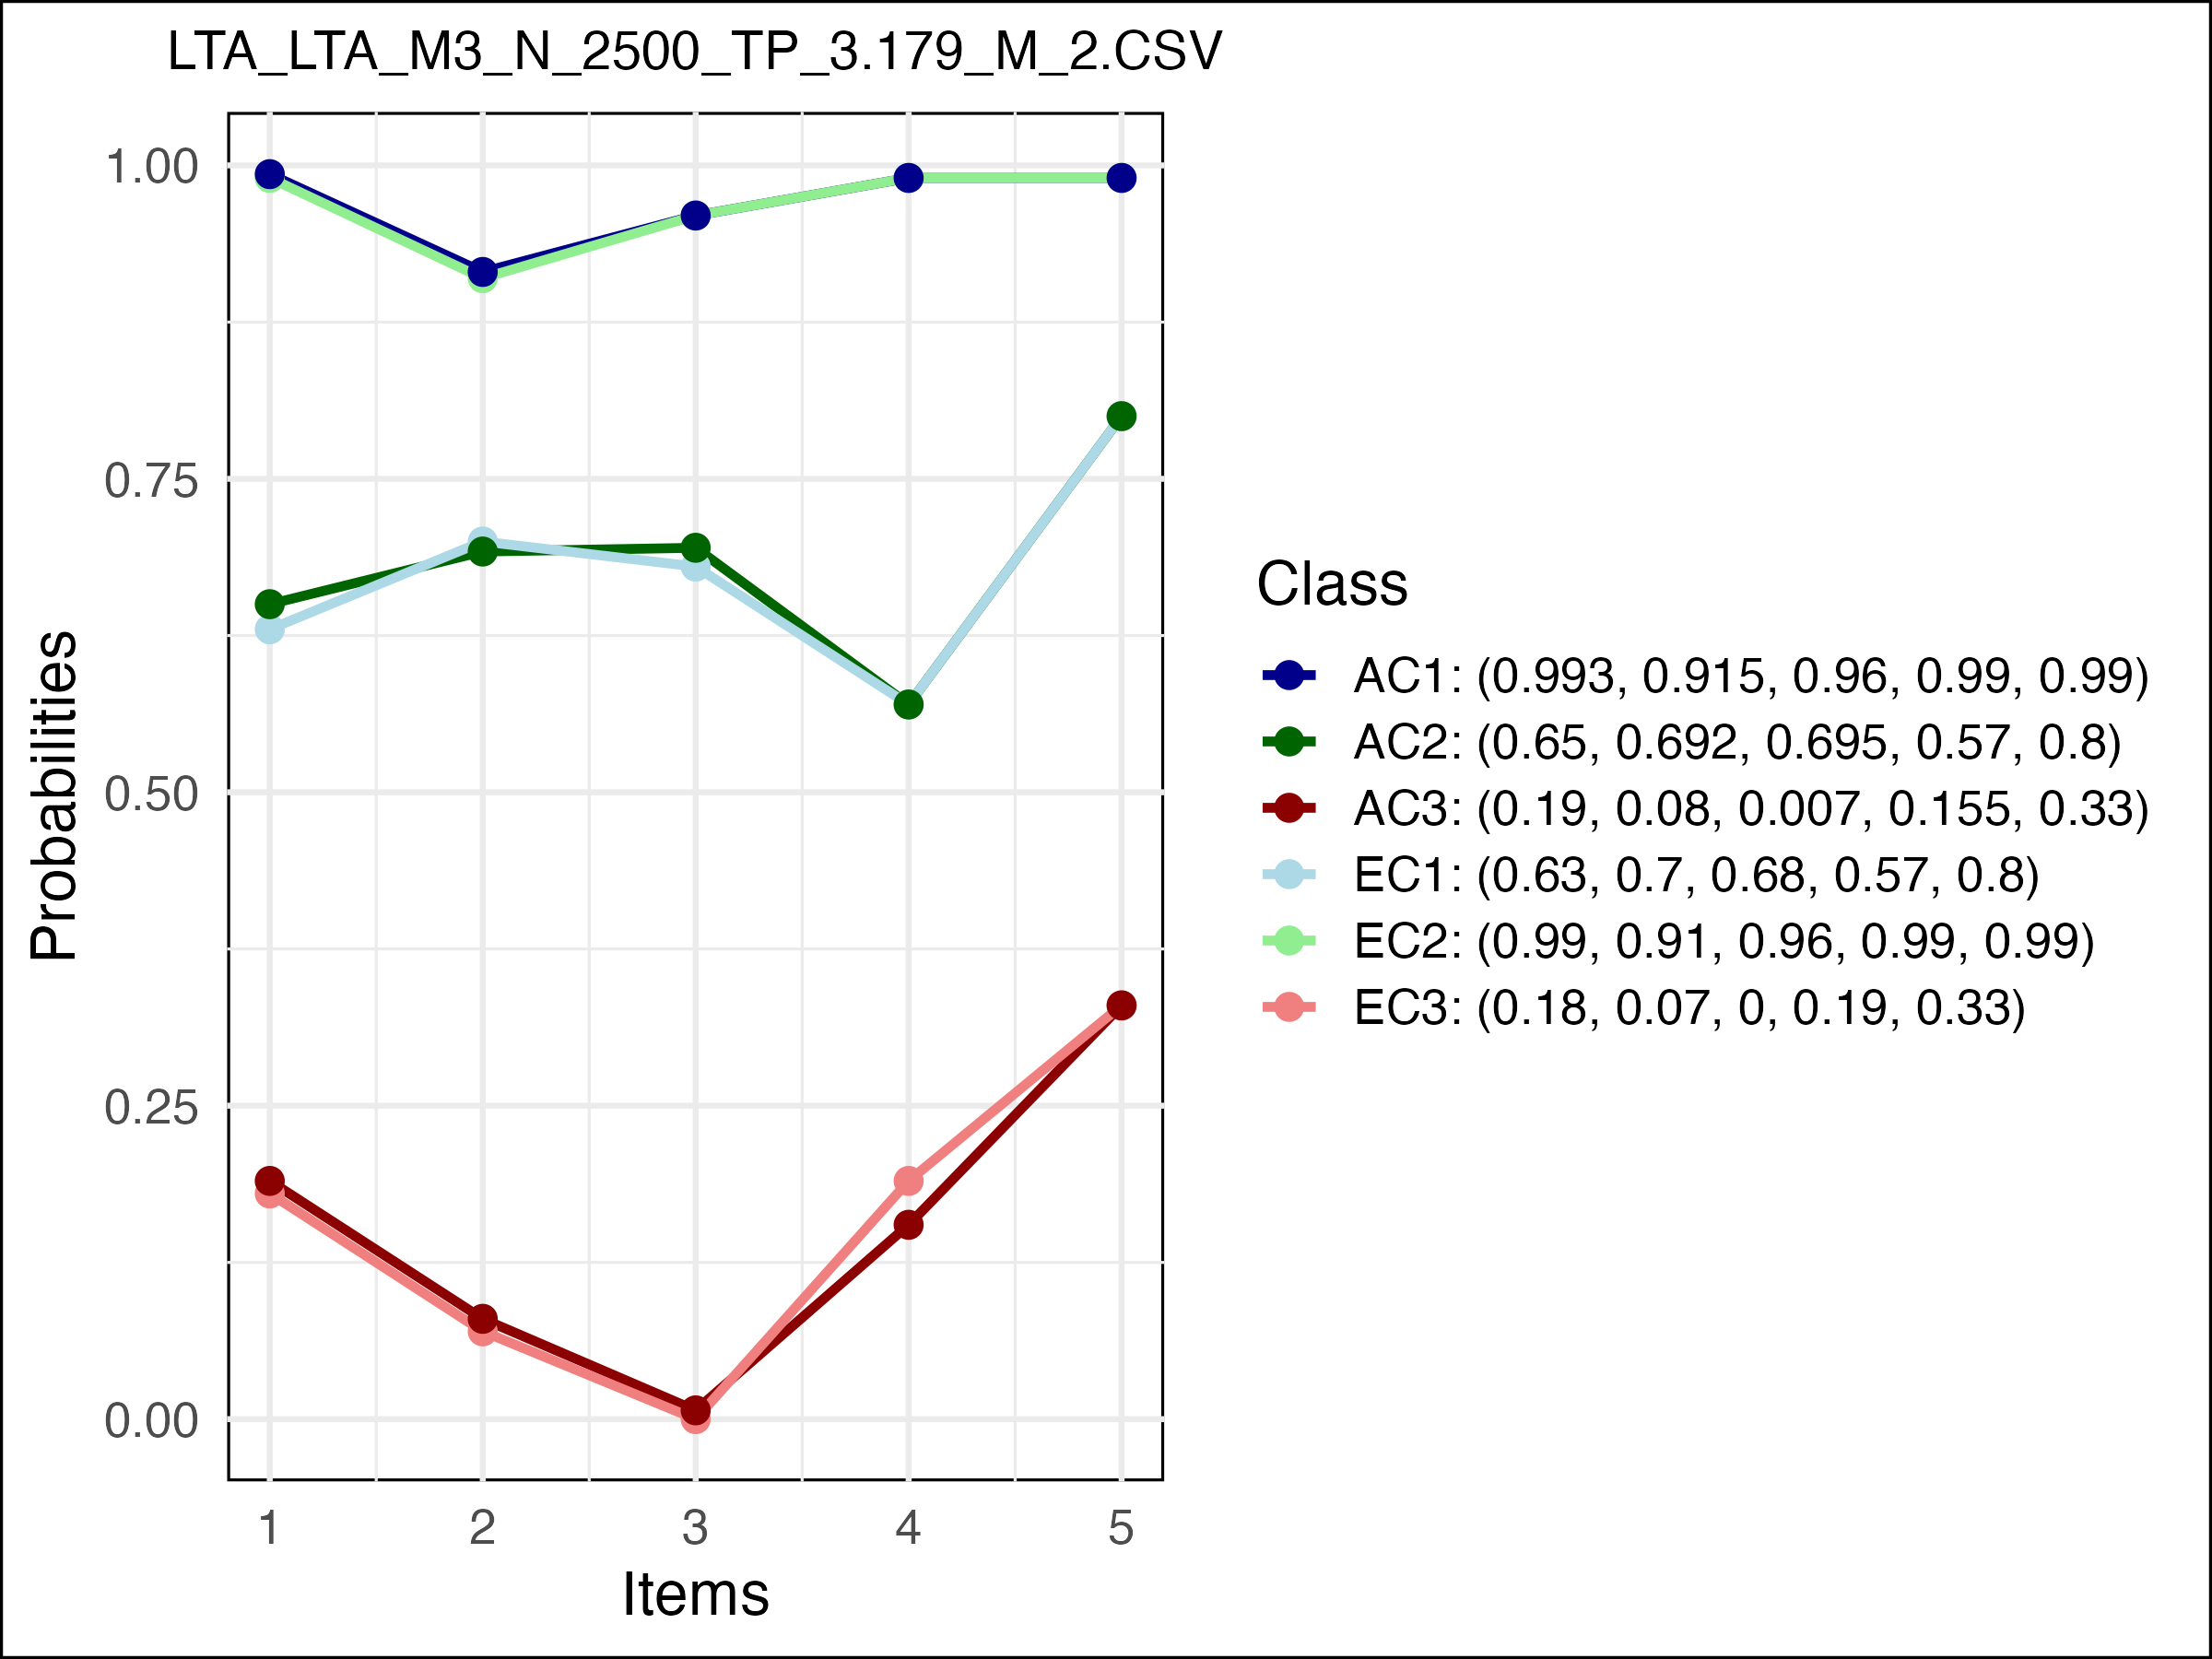 LTA_LTA_M3_N_2500_TP_3.179_M_2.CSV
1.00
0.75
0.50
0.25
0.00
Probabilities
1 2 3 4 5
Items
Class
AC1: (0.993, 0.915, 0.96, 0.99, 0.99)
AC2: (0.65, 0.692, 0.695, 0.57, 0.8)
AC3: (0.19, 0.08, 0.007, 0.155, 0.33)
EC1: (0.63, 0.7, 0.68, 0.57, 0.8)
EC2: (0.99, 0.91, 0.96, 0.99, 0.99)
EC3: (0.18, 0.07, 0, 0.19, 0.33)